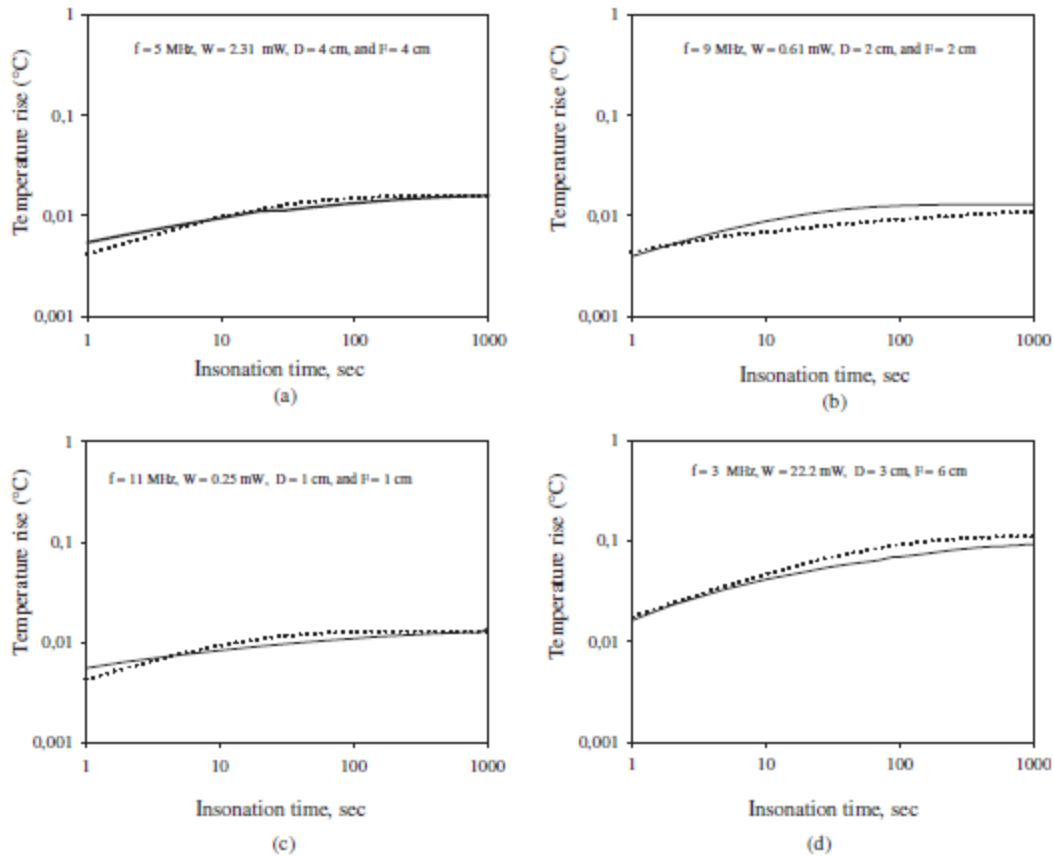 1
f = 5 MHz, W = 2.31 mW, D = 4 cm, and F = 4 cm
0,1
0,01
0,001
Temperature rise (°C)
1 10 100 1000
Insonation time, sec
(a)
1
f = 9 MHz, W = 0.61 mW, D = 2 cm, and F = 2 cm
0,1
0,01
0,001
Temperature rise (°C)
1 10 100 1000
Insonation time, sec
(b)
1
f = 11 MHz, W = 0.25 mW, D = 1 cm, and F = 1 cm
0,1
0,01
0,001
Temperature rise (°C)
1 10 100 1000
Insonation time, sec
(c)
1
f = 3 MHz, W = 22.2 mW, D = 3 cm, F = 6 cm
0,1
0,01
0,001
Temperature rise (°C)
1 10 100 1000
Insonation time, sec
(d)